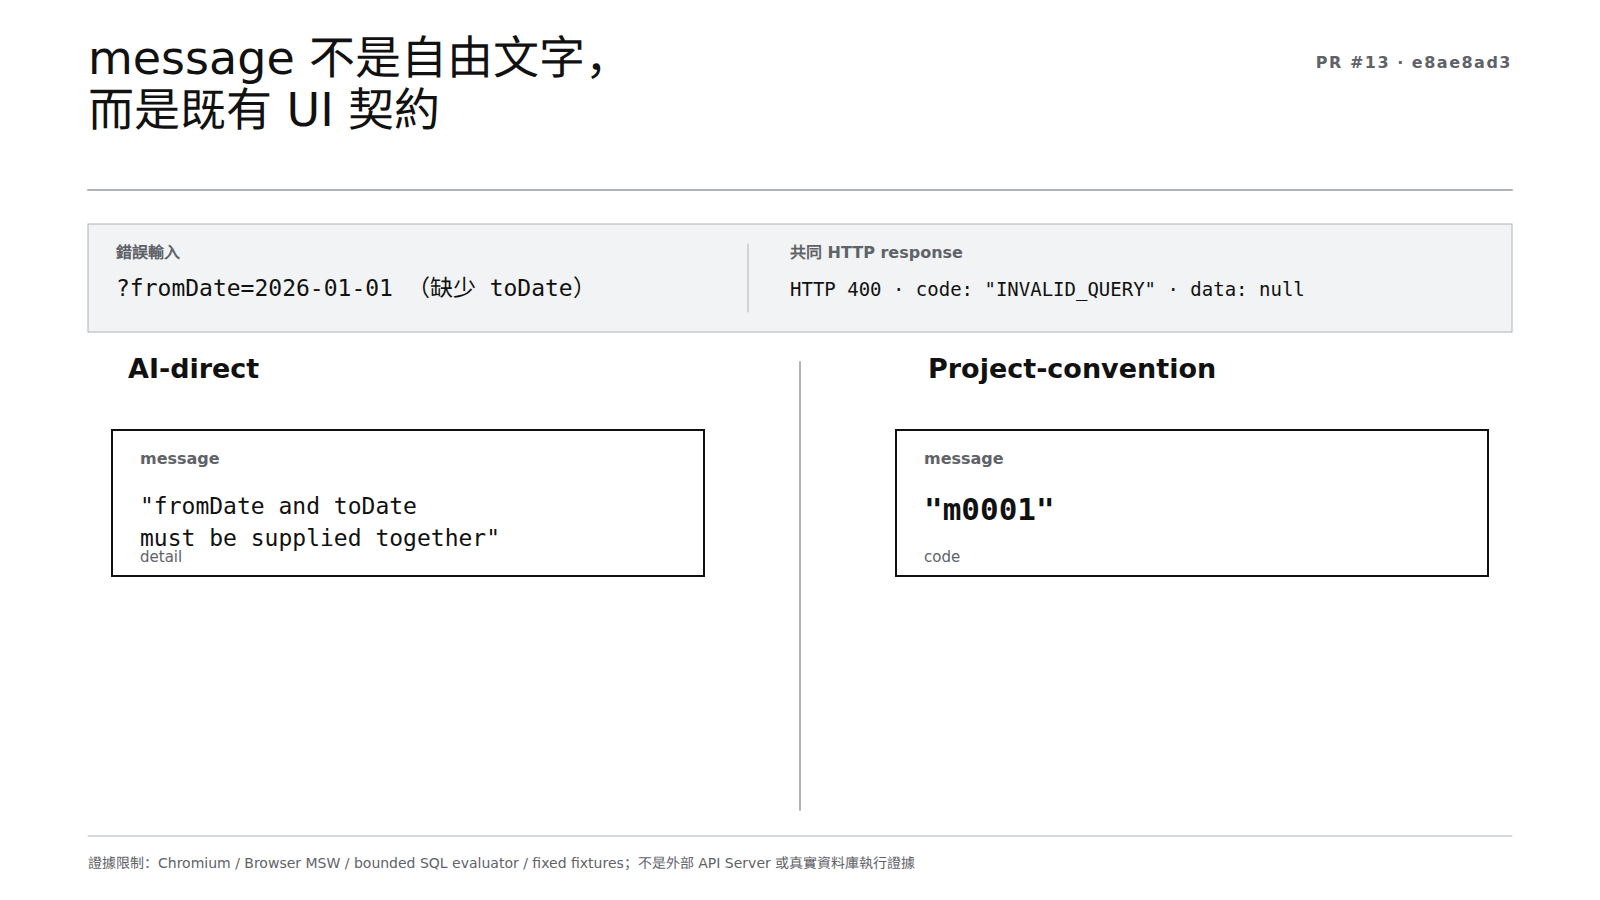 message 不是自由文字，
而是既有 UI 契約
PR #13 · e8ae8ad3
錯誤輸入
?fromDate=2026-01-01 （缺少 toDate）
共同 HTTP response
HTTP 400 · code: "INVALID_QUERY" · data: null
AI-direct
message
"fromDate and toDate
must be supplied together"
detail
Project-convention
message
"m0001"
code
證據限制：Chromium / Browser MSW / bounded SQL evaluator / fixed fixtures；不是外部 API Server 或真實資料庫執行證據